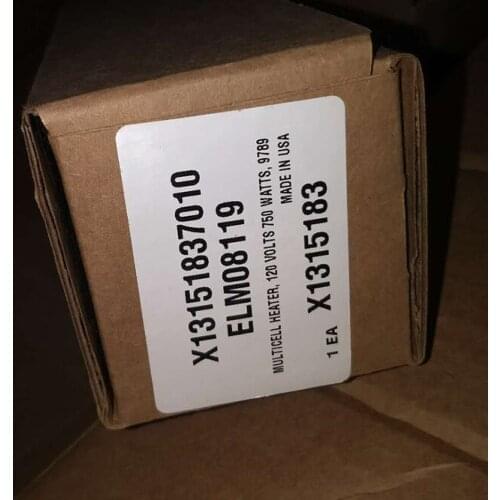 X13151837010
ELM08119
MULTICELL HEATER, 120 VOLTS 750 WATTS, 9789
MADE IN USA
1 EA X1315183